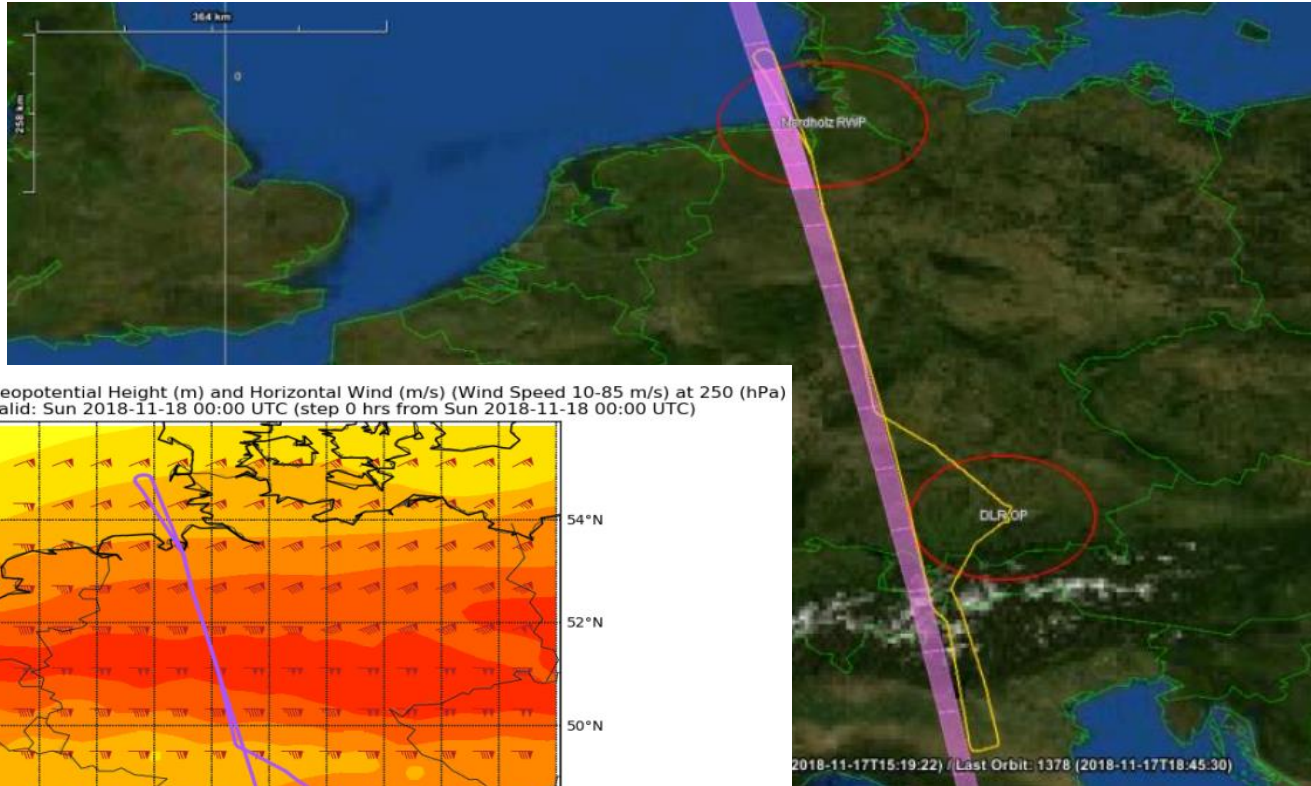 364 km
258 km
0
Nordholz RWP
eopotential Height (m) and Horizontal Wind (m/s) (Wind Speed 10-85 m/s) at 250 (hPa)
alid: Sun 2018-11-18 00:00 UTC (step 0 hrs from Sun 2018-11-18 00:00 UTC)
54°N
52°N
50°N
DLR OP
2018-11-17T15:19:22) / Last Orbit: 1378 (2018-11-17T18:45:30)